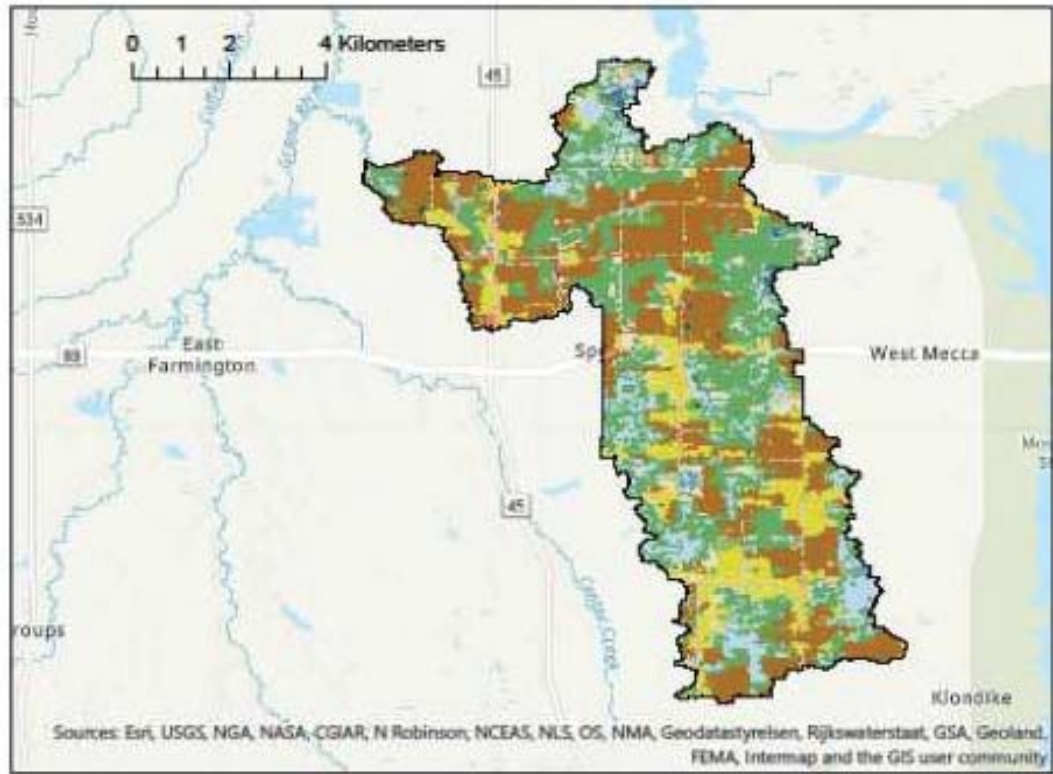 0 1 2 4 Kilometers
45
534
East
Farmington
88
West Mecca
45
roups
Klondike
Sources: Esri, USGS, NGA, NASA, CGIAR, N Robinson, NCEAS, NLS, OS, NMA, Geodatastyrelsen, Rijkswaterstaat, GSA, Geoland,
FEMA, Intermap and the GIS user community